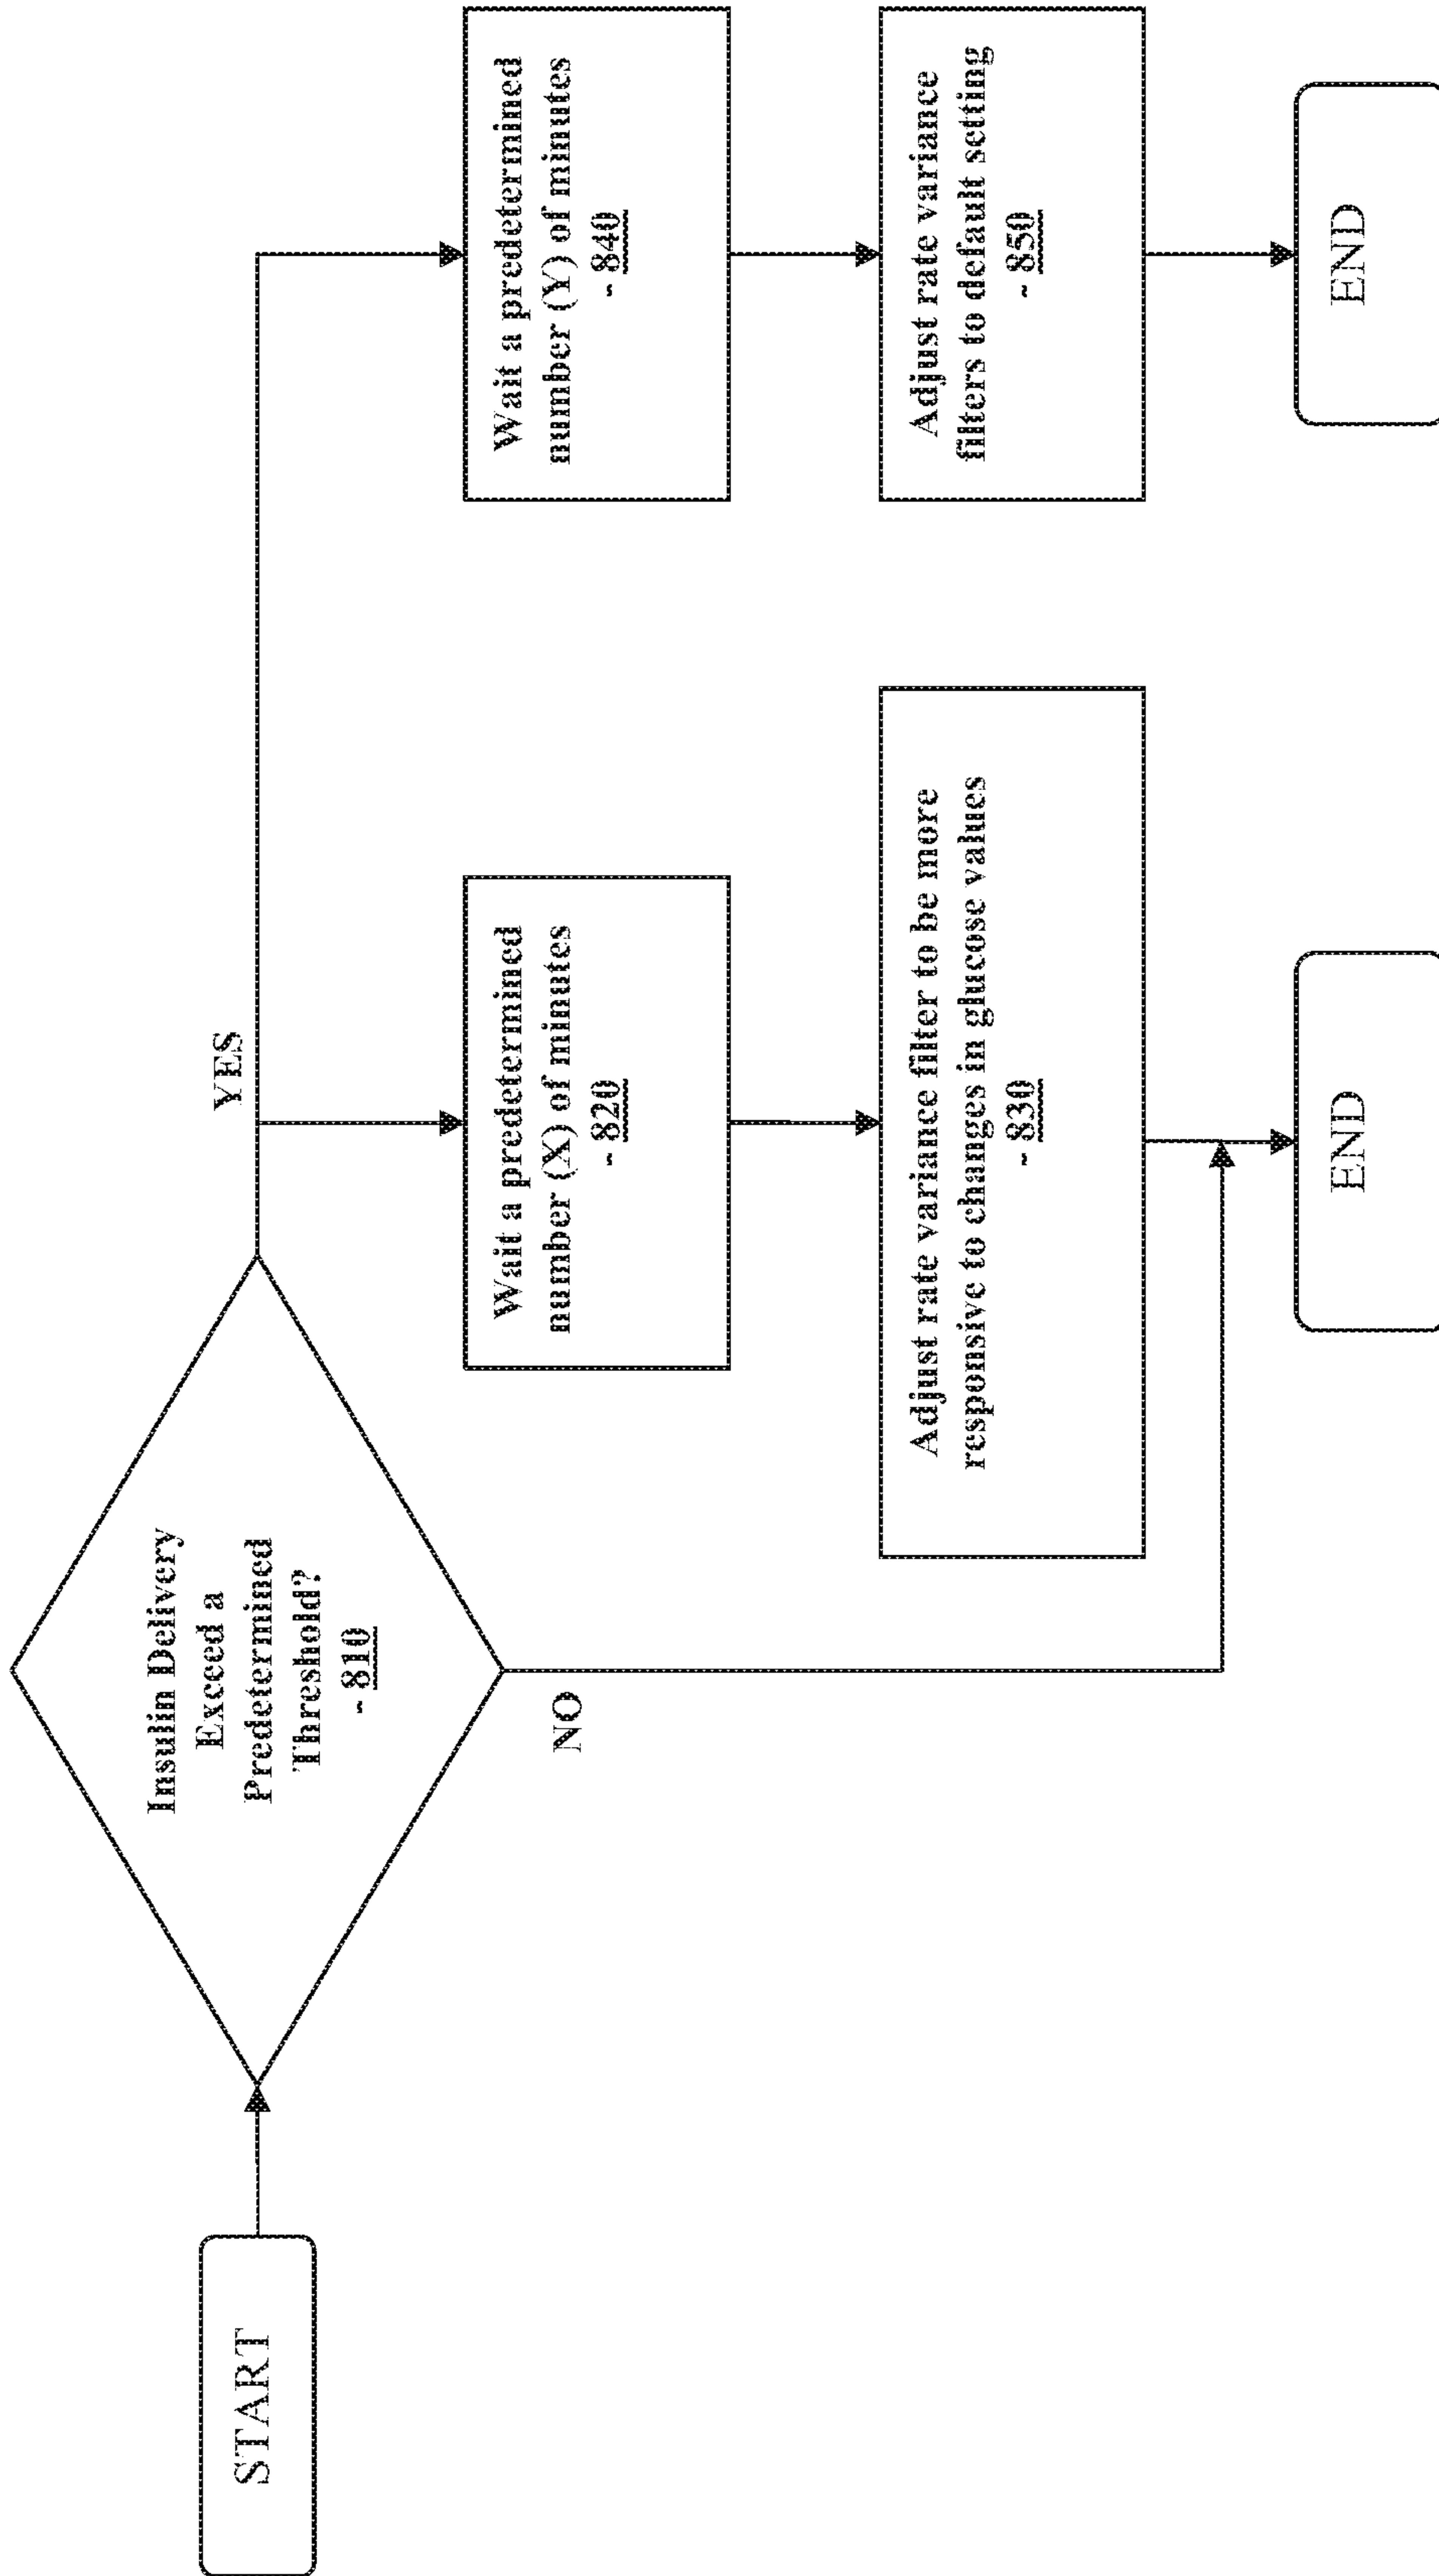 START
Insulin Delivery
Exceed a
Predetermined
Threshold?
~ 810
YES
NO
Wait a predetermined
number (X) of minutes
~ 820
Adjust rate variance filter to be more
responsive to changes in glucose values
~ 830
END
Wait a predetermined
number (Y) of minutes
~ 840
Adjust rate variance
filters to default setting
~ 850
END